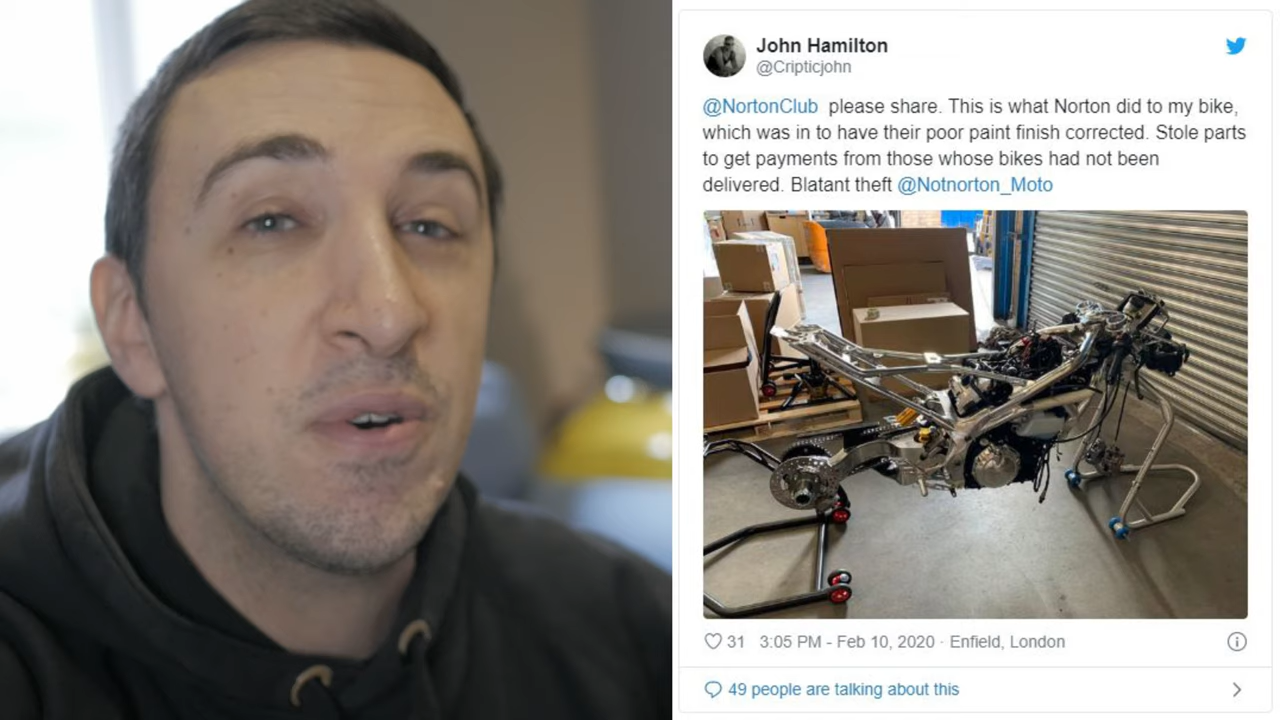 John Hamilton
@Cripticjohn
@NortonClub please share. This is what Norton did to my bike,
which was in to have their poor paint finish corrected. Stole parts
to get payments from those whose bikes had not been
delivered. Blatant theft @Notnorton_Moto
31 3:05 PM - Feb 10, 2020 · Enfield, London
49 people are talking about this